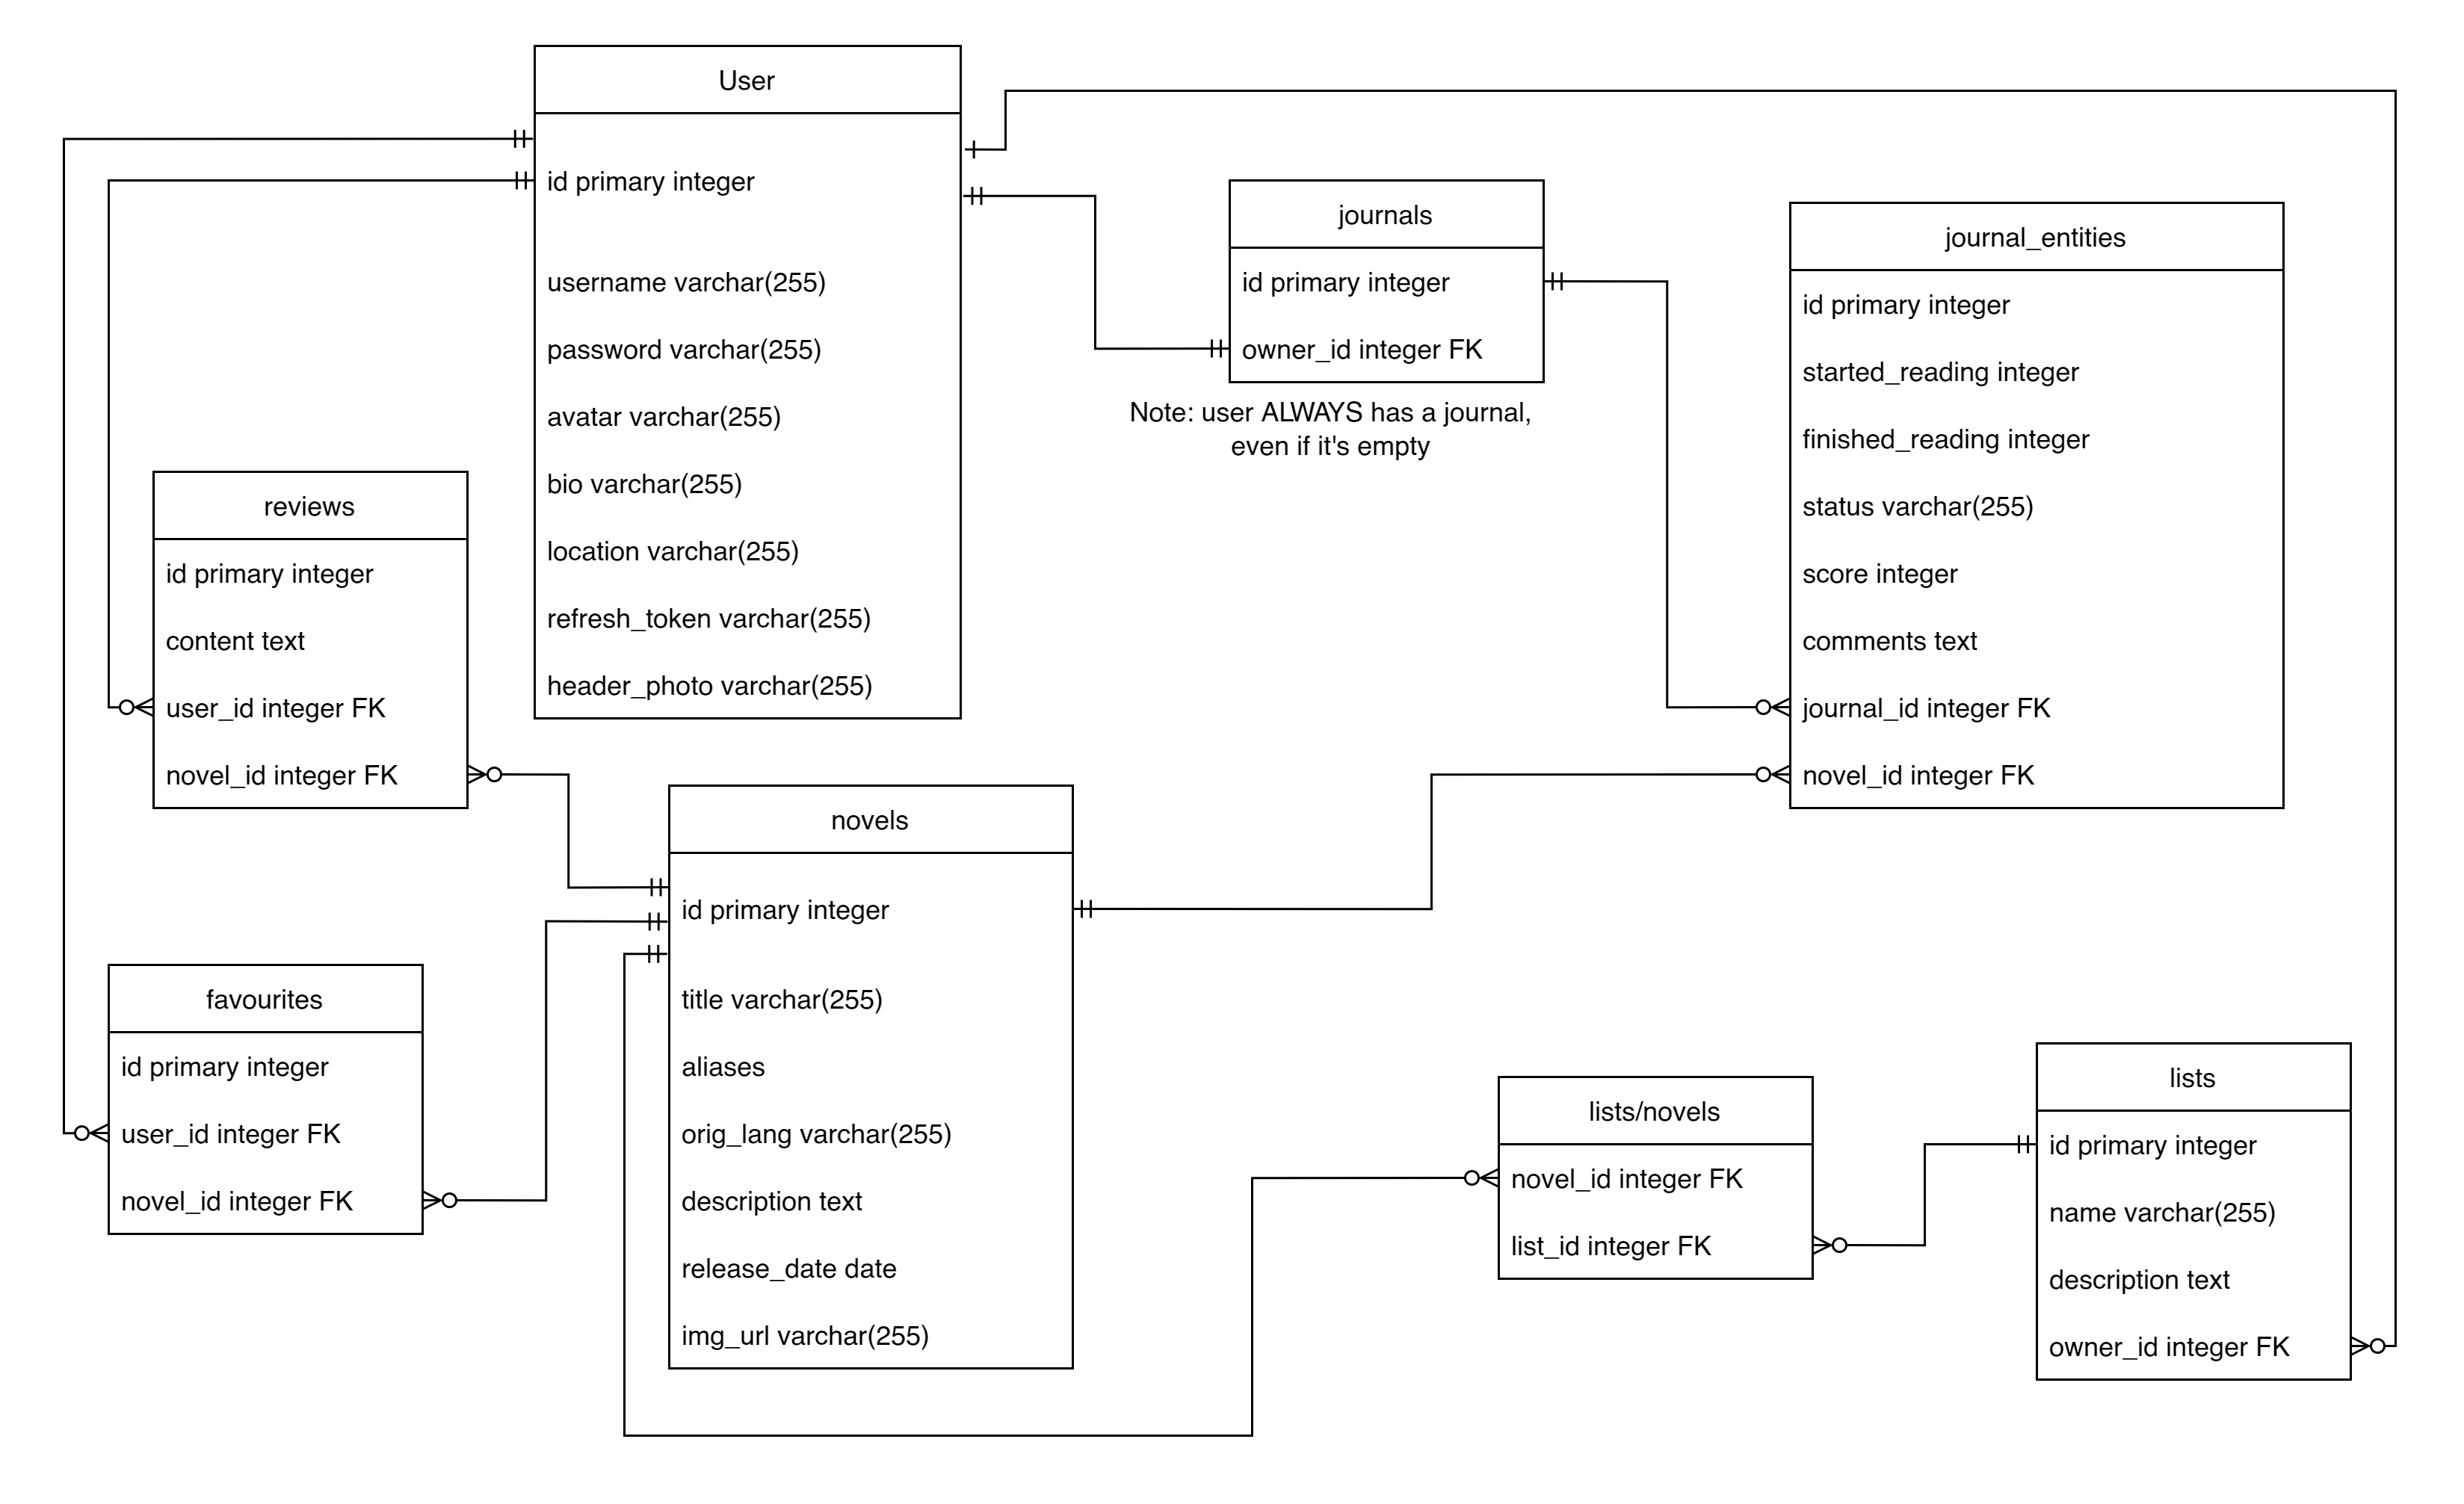 User
id primary integer
username varchar(255)
password varchar(255)
avatar varchar(255)
bio varchar(255)
location varchar(255)
refresh_token varchar(255)
header_photo varchar(255)
journals
id primary integer
owner_id integer FK
Note: user ALWAYS has a journal,
even if it's empty
journal_entities
id primary integer
started_reading integer
finished_reading integer
status varchar(255)
score integer
comments text
journal_id integer FK
novel_id integer FK
reviews
id primary integer
content text
user_id integer FK
novel_id integer FK
novels
id primary integer
title varchar(255)
aliases
orig_lang varchar(255)
description text
release_date date
img_url varchar(255)
favourites
id primary integer
user_id integer FK
novel_id integer FK
lists/novels
novel_id integer FK
list_id integer FK
lists
id primary integer
name varchar(255)
description text
owner_id integer FK